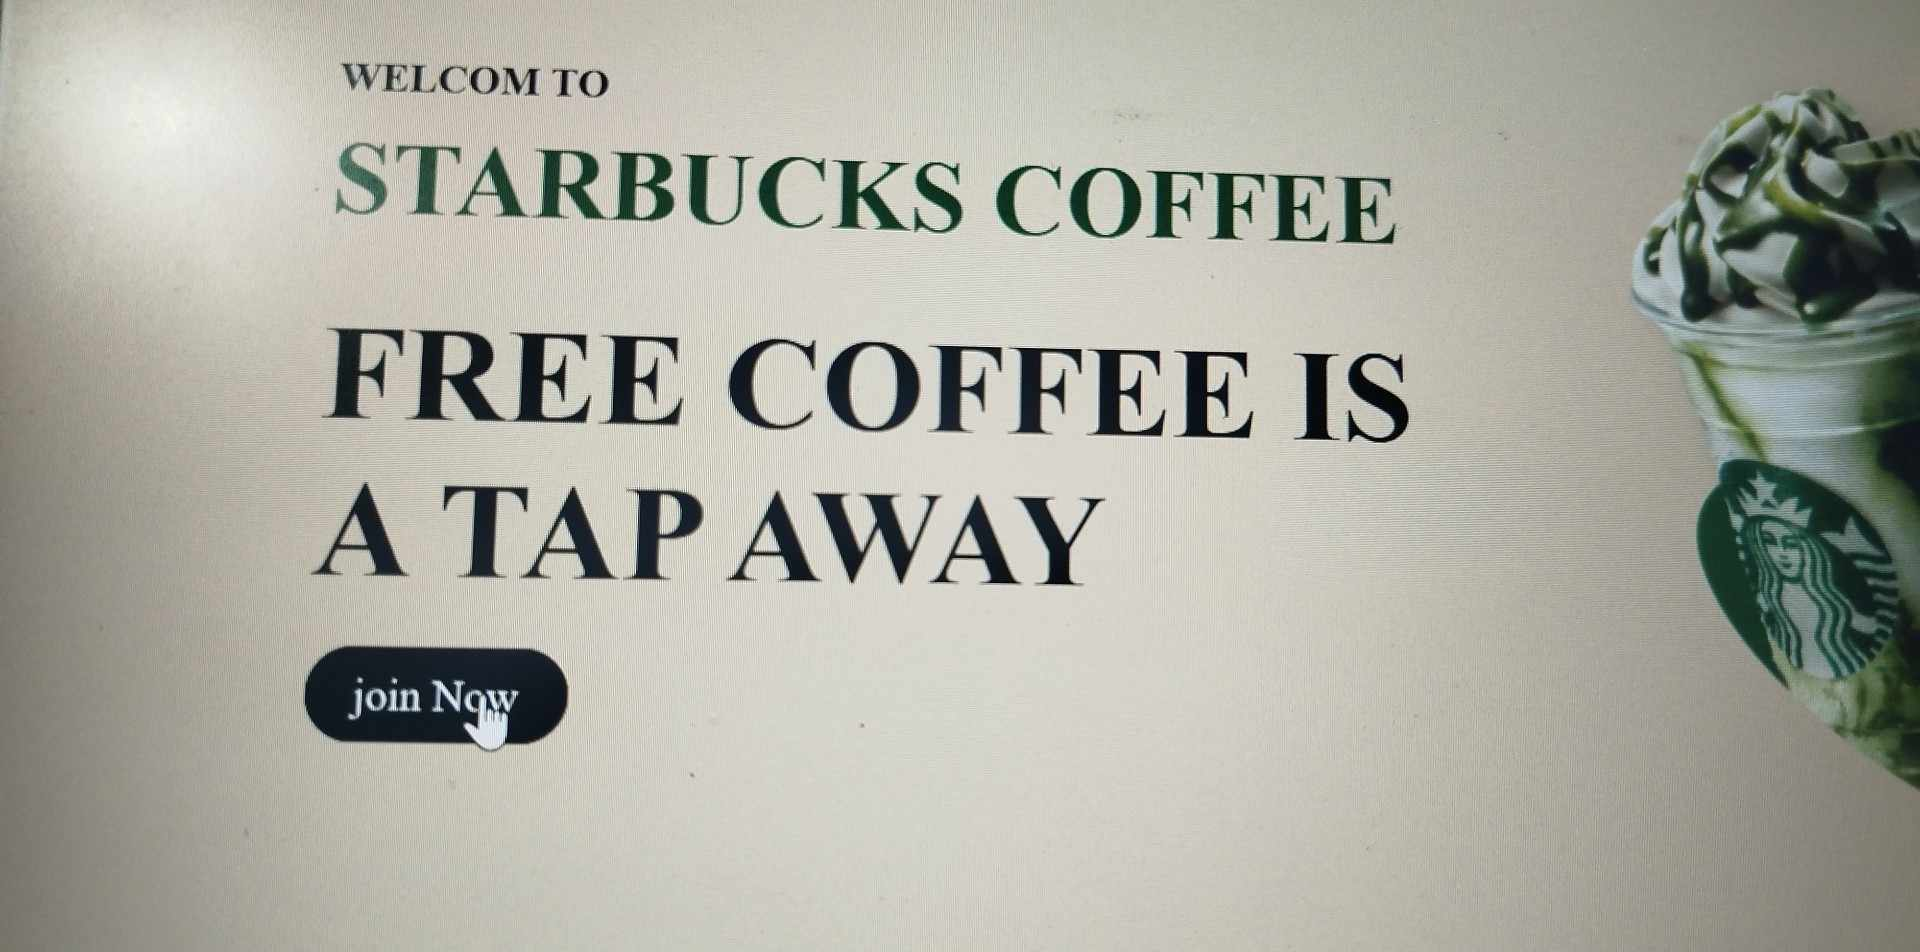 WELCOM TO
STARBUCKS COFFEE
FREE COFFEE IS
A TAP AWAY
join Now